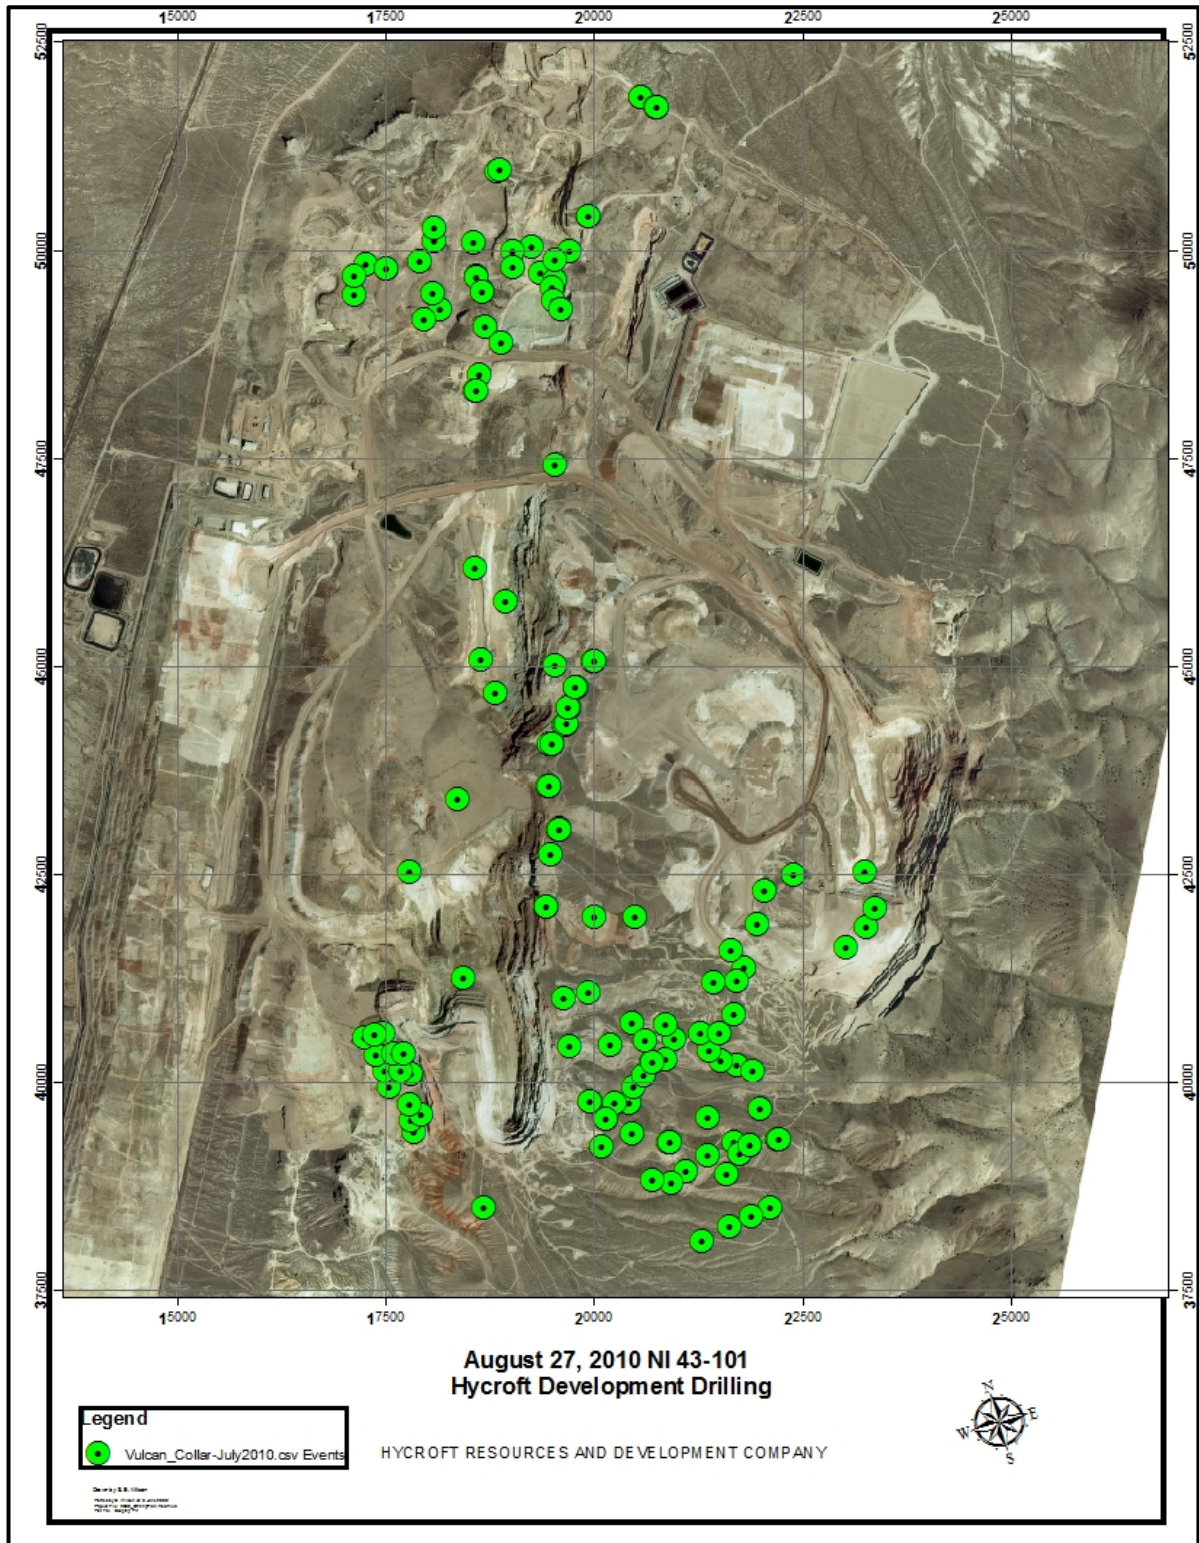 15000 17500 20000 22500 25000
52500 52500
50000 50000
47500 47500
45000 45000
42500 42500
40000 40000
37500 37500
15000 17500 20000 22500 25000
August 27, 2010 NI 43-101
Hycroft Development Drilling
Legend
Vulcan_Collar-July2010.csv Events
HYCROFT RESOURCES AND DEVELOPMENT COMPANY
N
E
W
S